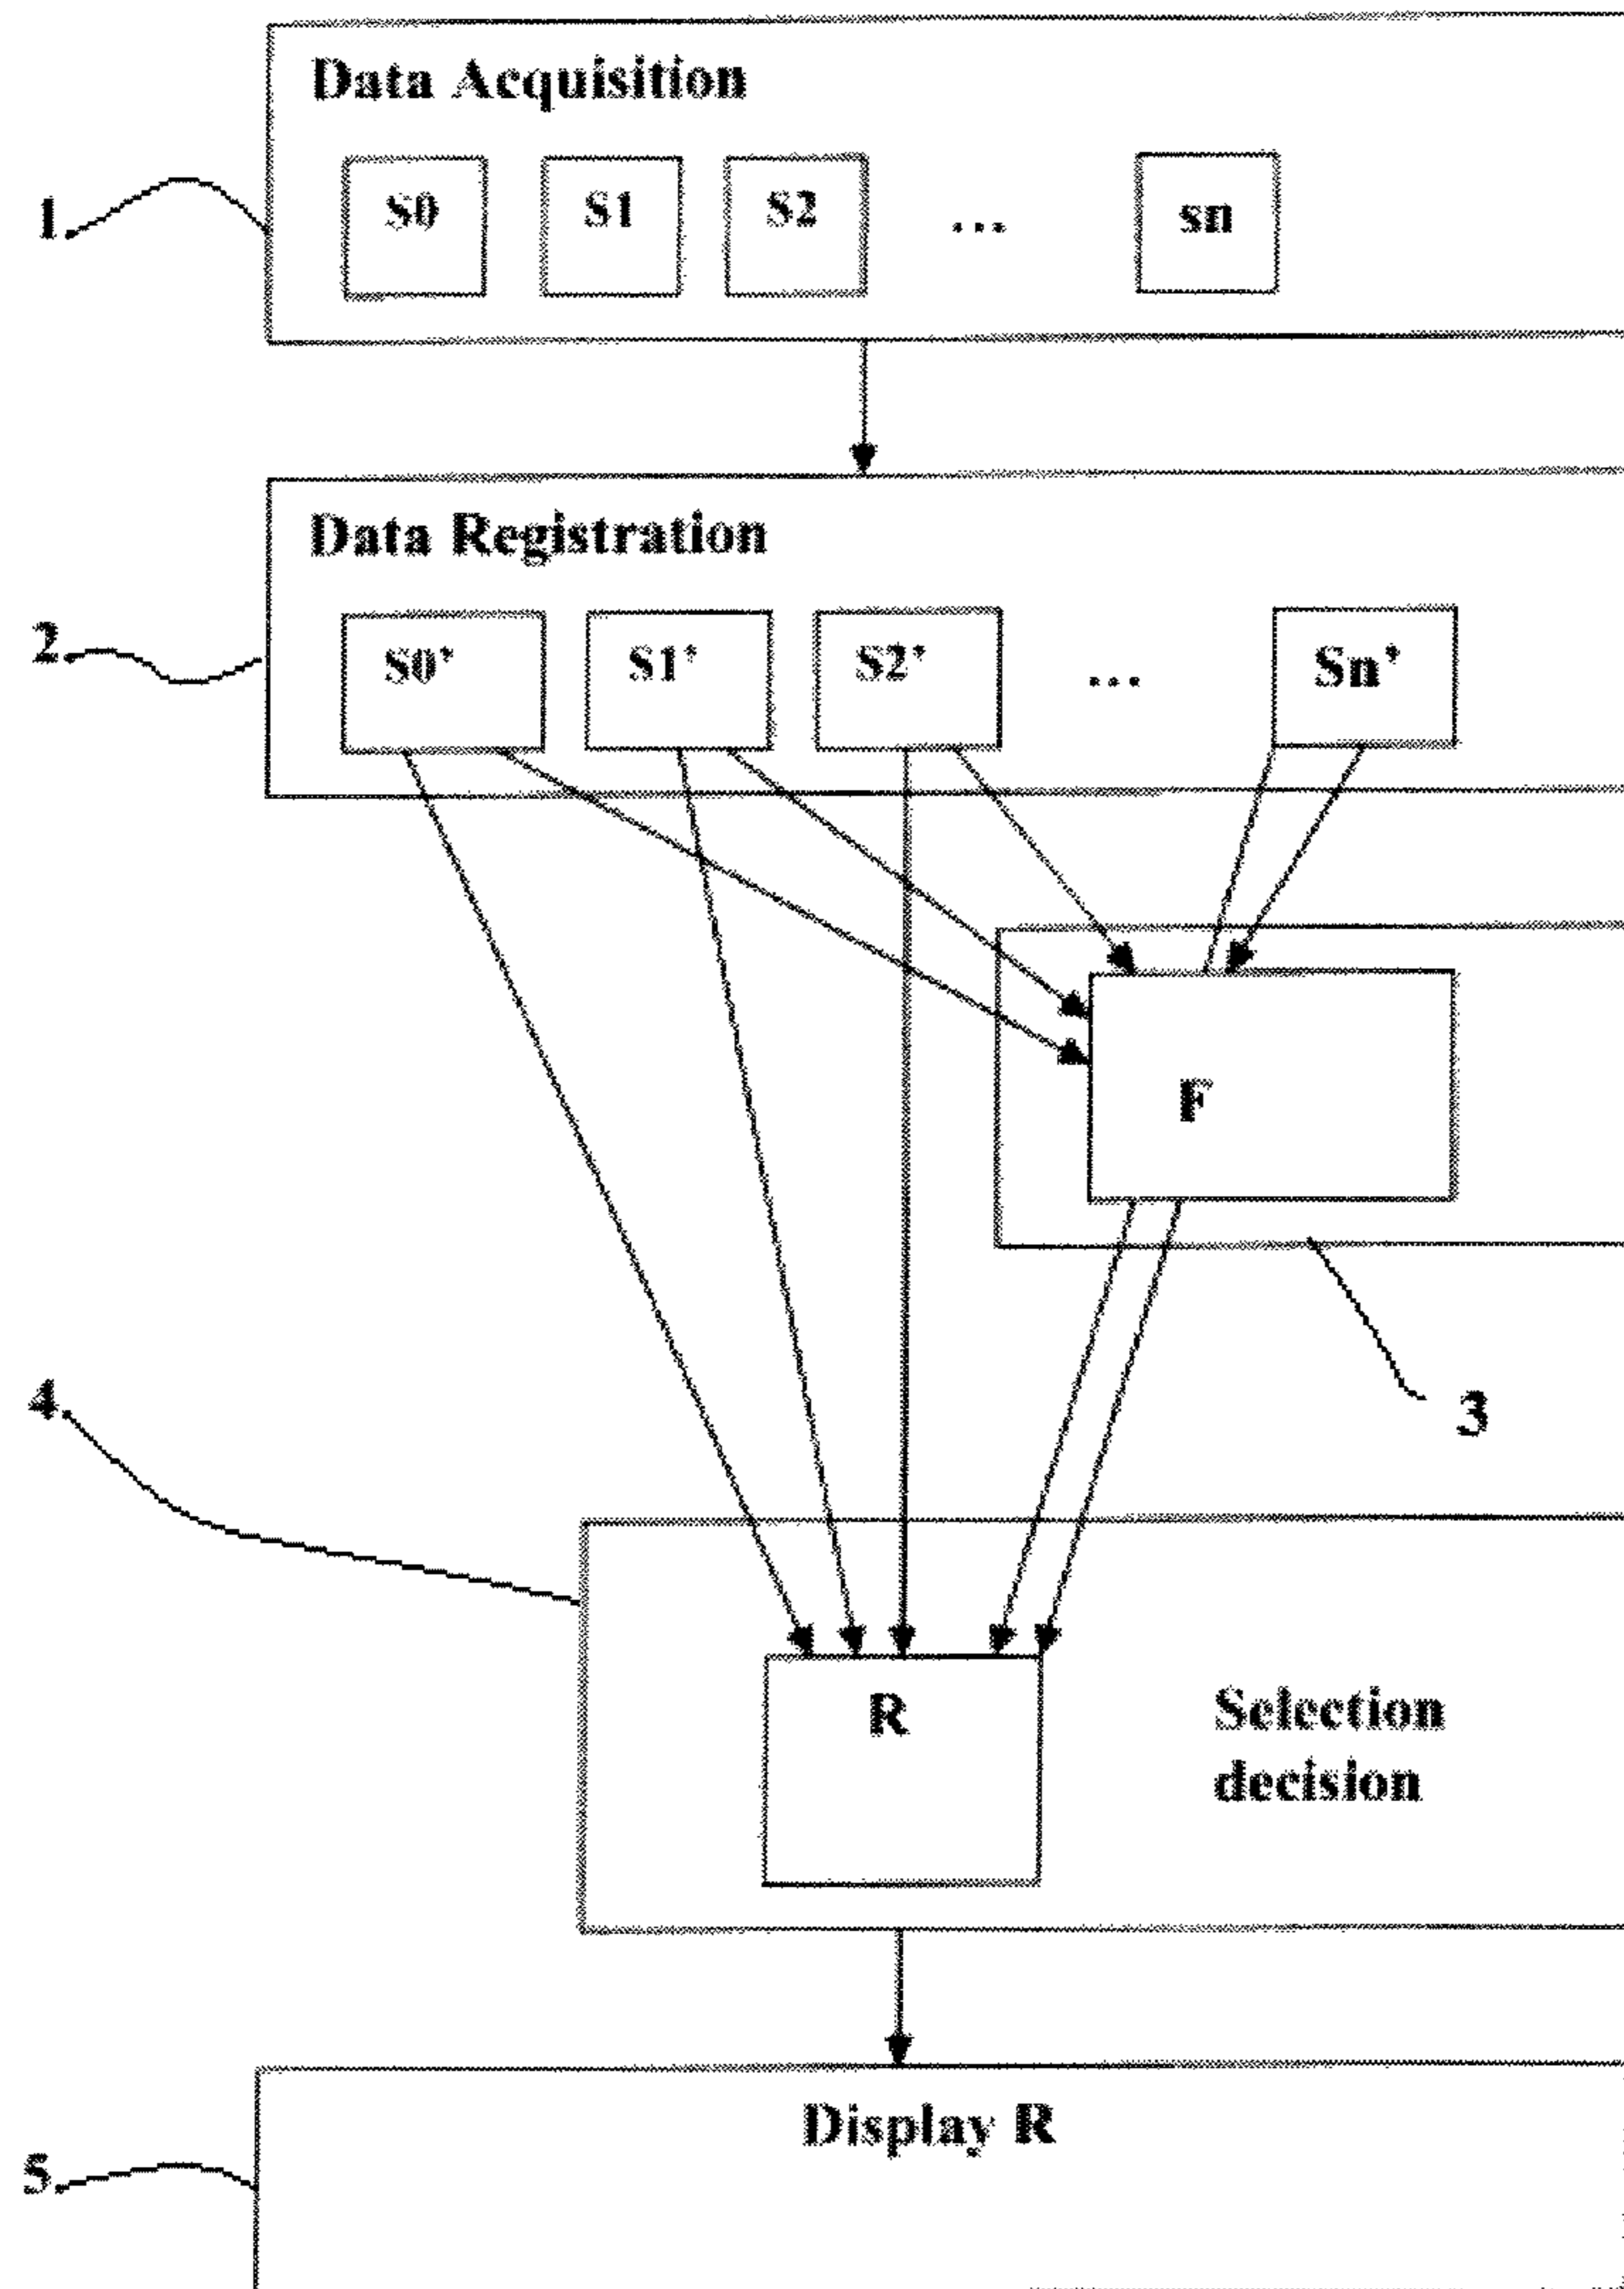 Data Acquisition
1.
S0 S1 S2 ... sn
Data Registration
2.
S0' S1' S2' ... Sn'
F
3
4.
R
Selection
decision
Display R
5.